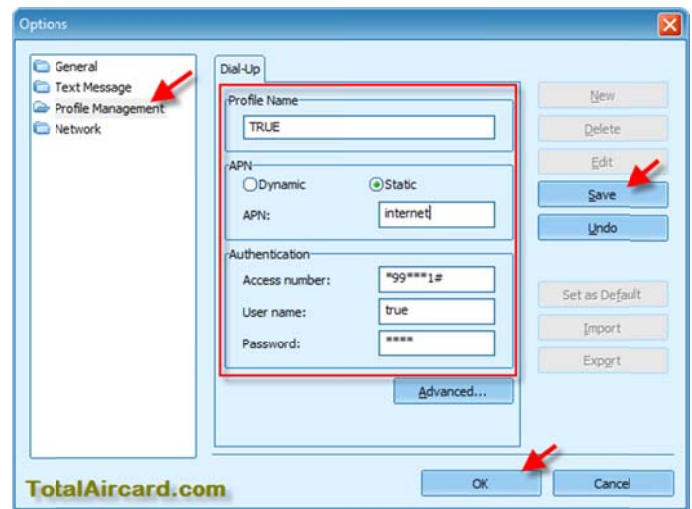 Options
General
Text Message
Profile Management
Network
Dial-Up
Profile Name
TRUE
APN
Dynamic
Static
APN:
internet
Authentication
Access number:
*99***1#
User name:
true
Password:
****
Advanced...
New
Delete
Edit
Save
Undo
Set as Default
Import
Export
OK
Cancel
TotalAircard.com